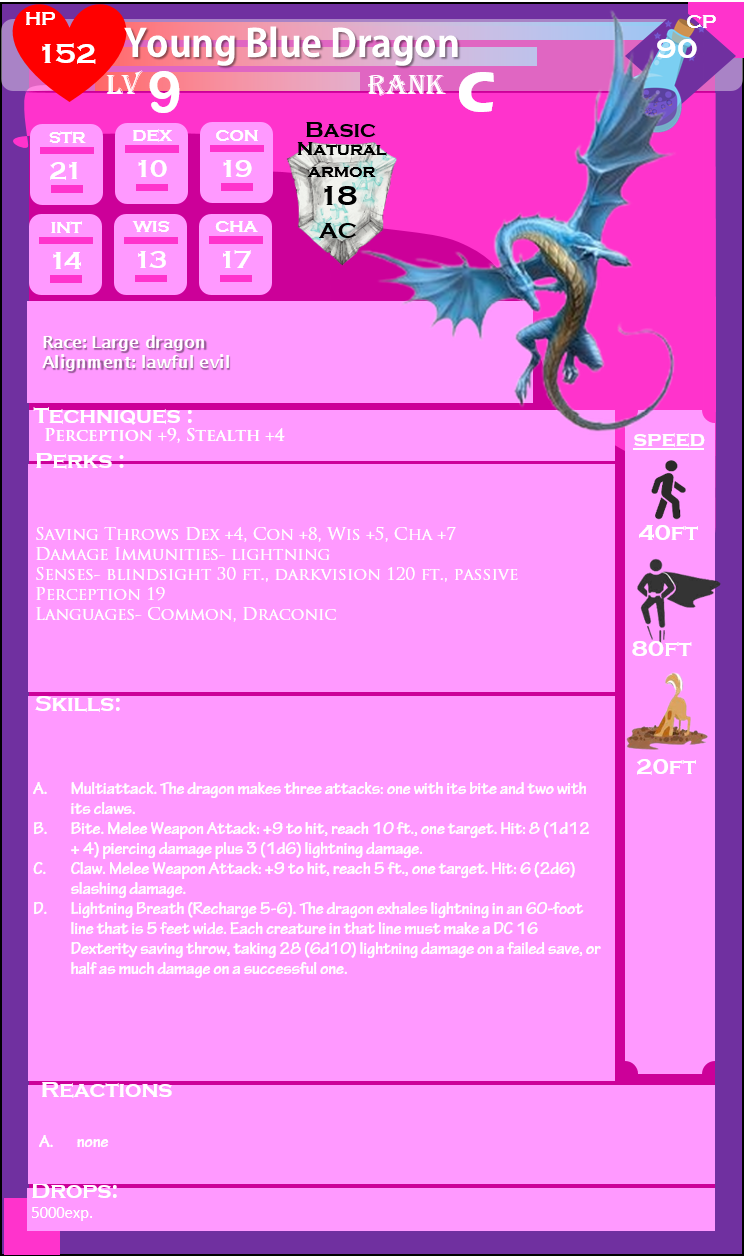 HP
152
Young Blue Dragon
CP
90
LV 9
RANK C
STR
21
DEX
10
CON
19
INT
14
WIS
13
CHA
17
Basic
Natural
armor
18
AC
Race: Large dragon
Alignment: lawful evil
Techniques :
Perception +9, Stealth +4
Perks :
Saving Throws Dex +4, Con +8, Wis +5, Cha +7
Damage Immunities- lightning
Senses- blindsight 30 ft., darkvision 120 ft., passive
Perception 19
Languages- Common, Draconic
SPEED
40FT
80FT
20FT
Skills:
A. Multiattack. The dragon makes three attacks: one with its bite and two with
its claws.
B. Bite. Melee Weapon Attack: +9 to hit, reach 10 ft., one target. Hit: 8 (1d12
+ 4) piercing damage plus 3 (1d6) lightning damage.
C. Claw. Melee Weapon Attack: +9 to hit, reach 5 ft., one target. Hit: 6 (2d6)
slashing damage.
D. Lightning Breath (Recharge 5-6). The dragon exhales lightning in an 60-foot
line that is 5 feet wide. Each creature in that line must make a DC 16
Dexterity saving throw, taking 28 (6d10) lightning damage on a failed save, or
half as much damage on a successful one.
Reactions
A. none
Drops:
5000exp.